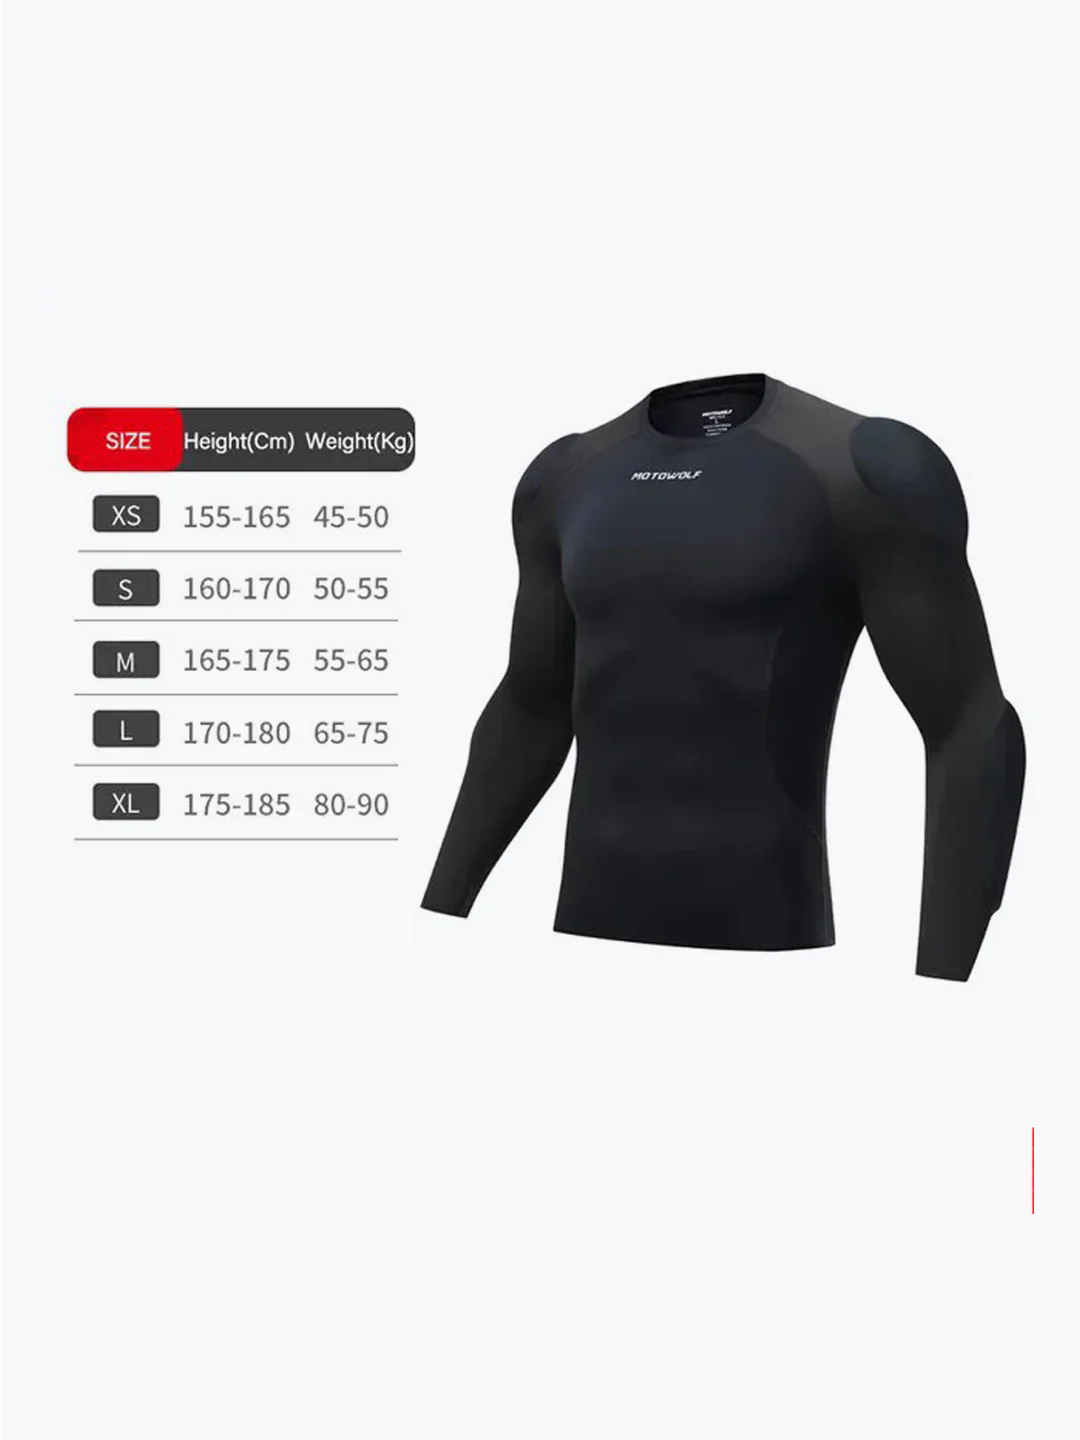 SIZE Height(Cm) Weight(Kg)
XS 155-165 45-50
S 160-170 50-55
M 165-175 55-65
L 170-180 65-75
XL 175-185 80-90
MOTOWOLF
L
MOTOWOLF